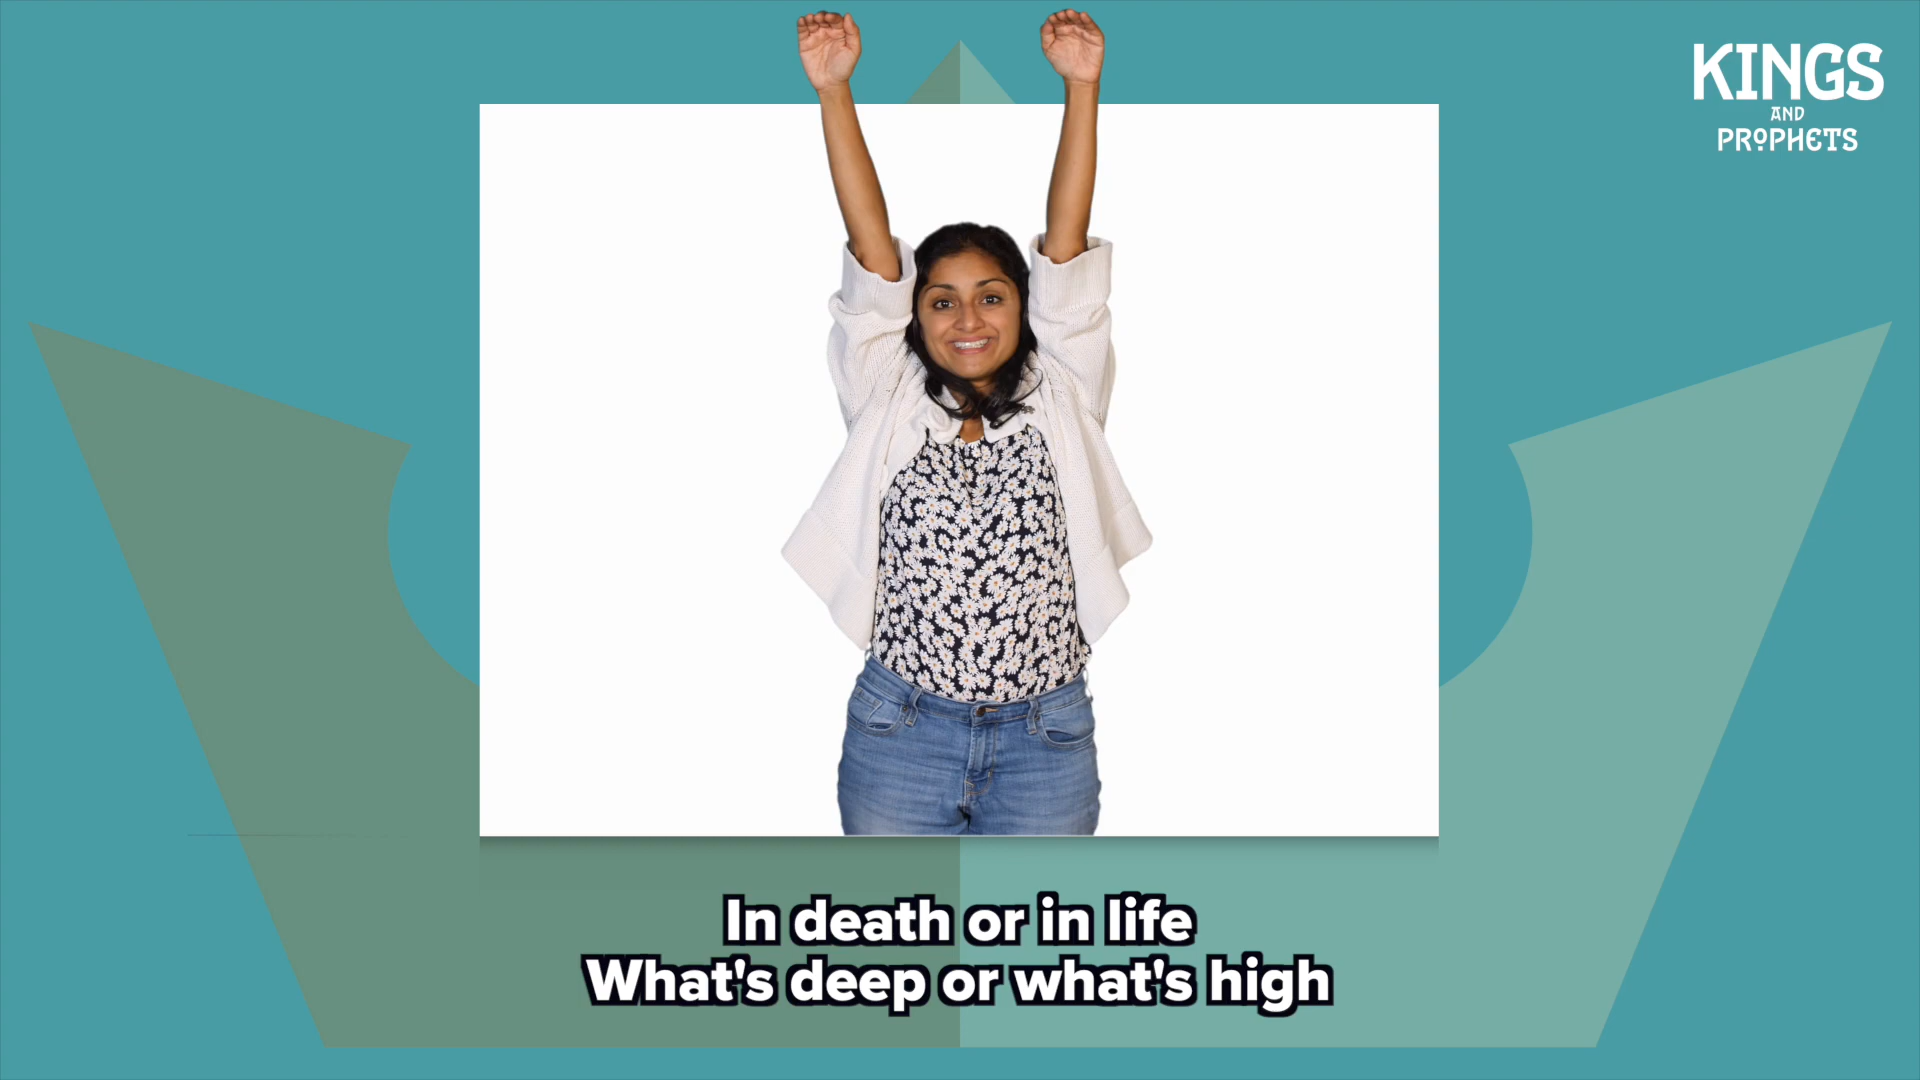 KINGS
AND
PROPHETS
In death or in life
What's deep or what's high